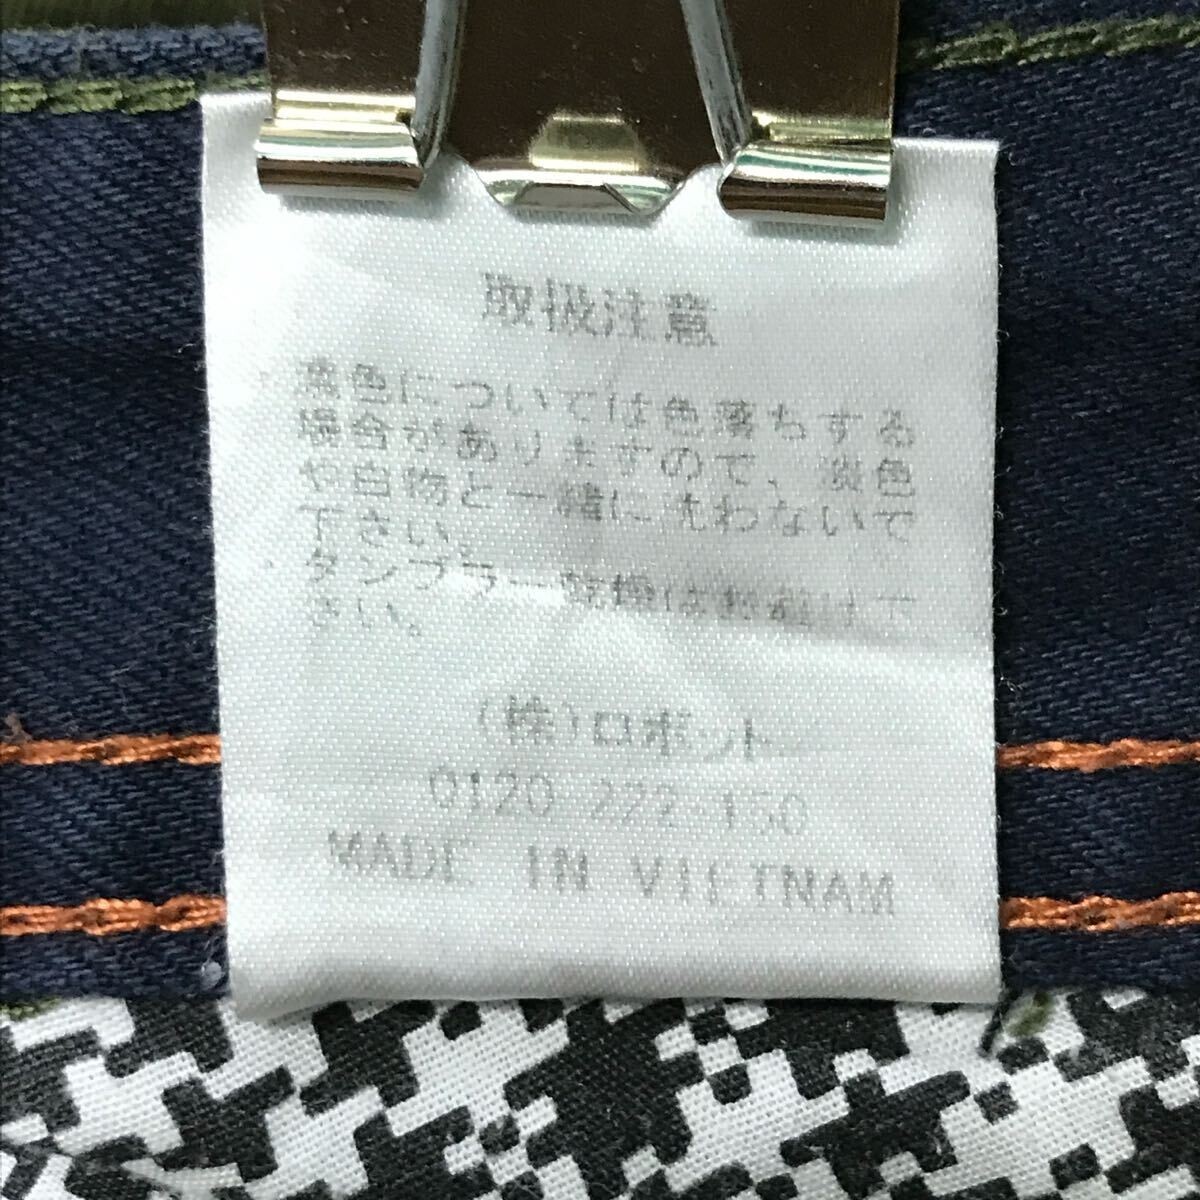 取扱注意
濃色については色落ちする
場合がありますので、淡色
や白物と一緒に洗わないで
下さい。
タンブラー乾燥はお避け下
さい。
(株)ロボット
0120 222 150
MADE IN VIETNAM